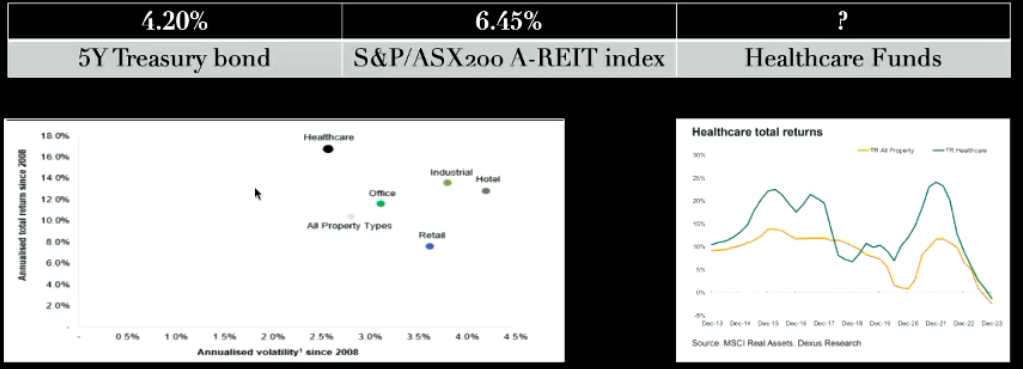 4.20% 6.45% ?
5Y Treasury bond S&P/ASX200 A-REIT index Healthcare Funds
Annualised total return since 2008
18.0%
16.0%
14.0%
12.0%
10.0%
8.0%
6.0%
4.0%
2.0%
-
Healthcare
Industrial
Hotel
Office
All Property Types
Retail
- 0.5% 1.0% 1.5% 2.0% 2.5% 3.0% 3.5% 4.0% 4.5%
Annualised volatility¹ since 2008
Healthcare total returns
TR All Property TR Healthcare
30%
25%
20%
15%
10%
5%
0%
-5%
Dec-13 Dec-14 Dec-15 Dec-16 Dec-17 Dec-18 Dec-19 Dec-20 Dec-21 Dec-22 Dec-23
Source: MSCI Real Assets, Dexus Research